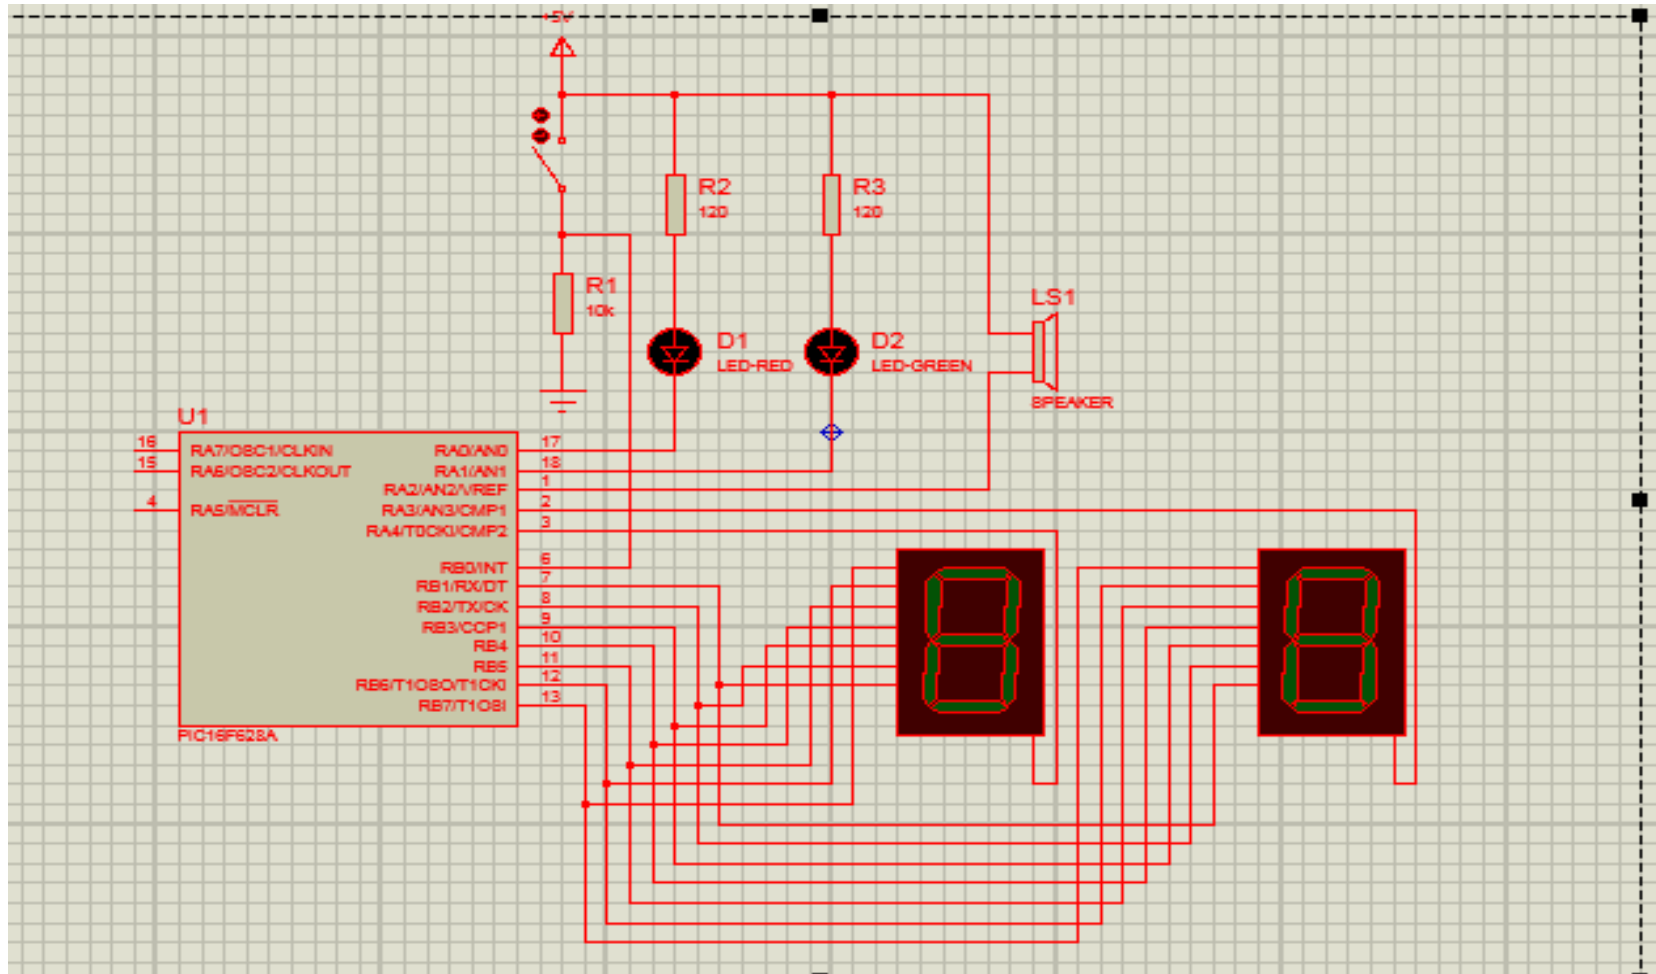 +5V
R2
120
R3
120
R1
10k
LS1
SPEAKER
D1
LED-RED
D2
LED-GREEN
U1
16
RA7/OSC1/CLKIN
15
RA6/OSC2/CLKOUT
4
RA5/MCLR
RA0/AN0
17
RA1/AN1
18
RA2/AN2/VREF
1
RA3/AN3/CMP1
2
RA4/T0CKI/CMP2
3
RB0/INT
6
RB1/RX/DT
7
RB2/TX/CK
8
RB3/CCP1
9
RB4
10
RB5
11
RB6/T1OSO/T1CKI
12
RB7/T1OSI
13
PIC16F628A